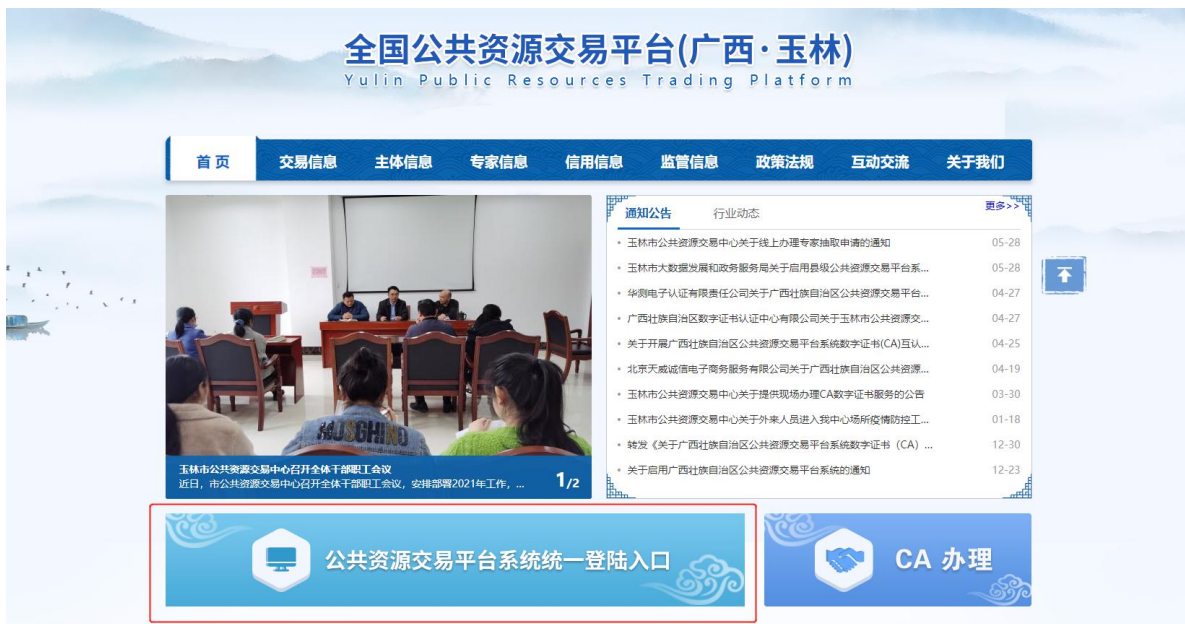 全国公共资源交易平台(广西·玉林)
Yulin Public Resources Trading Platform
首页 交易信息 主体信息 专家信息 信用信息 监管信息 政策法规 互动交流 关于我们
通知公告 行业动态 更多>>
玉林市公共资源交易中心关于线上办理专家抽取申请的通知 05-28
玉林市大数据发展和政务服务局关于启用县级公共资源交易平台系... 05-28
华测电子认证有限责任公司关于广西壮族自治区公共资源交易平台... 04-27
广西壮族自治区数字证书认证中心有限公司关于玉林市公共资源交... 04-27
关于开展广西壮族自治区公共资源交易平台系统数字证书(CA)互认... 04-25
北京天威诚信电子商务服务有限公司关于广西壮族自治区公共资源... 04-19
玉林市公共资源交易中心关于提供现场办理CA数字证书服务的公告 03-30
玉林市公共资源交易中心关于外来人员进入我中心场所疫情防控工... 01-18
转发《关于广西壮族自治区公共资源交易平台系统数字证书（CA）... 12-30
关于启用广西壮族自治区公共资源交易平台系统的通知 12-23
MOSGHINO
玉林市公共资源交易中心召开全体干部职工会议
近日，市公共资源交易中心召开全体干部职工会议，安排部署2021年工作，... 1/2
公共资源交易平台系统统一登陆入口
CA 办理